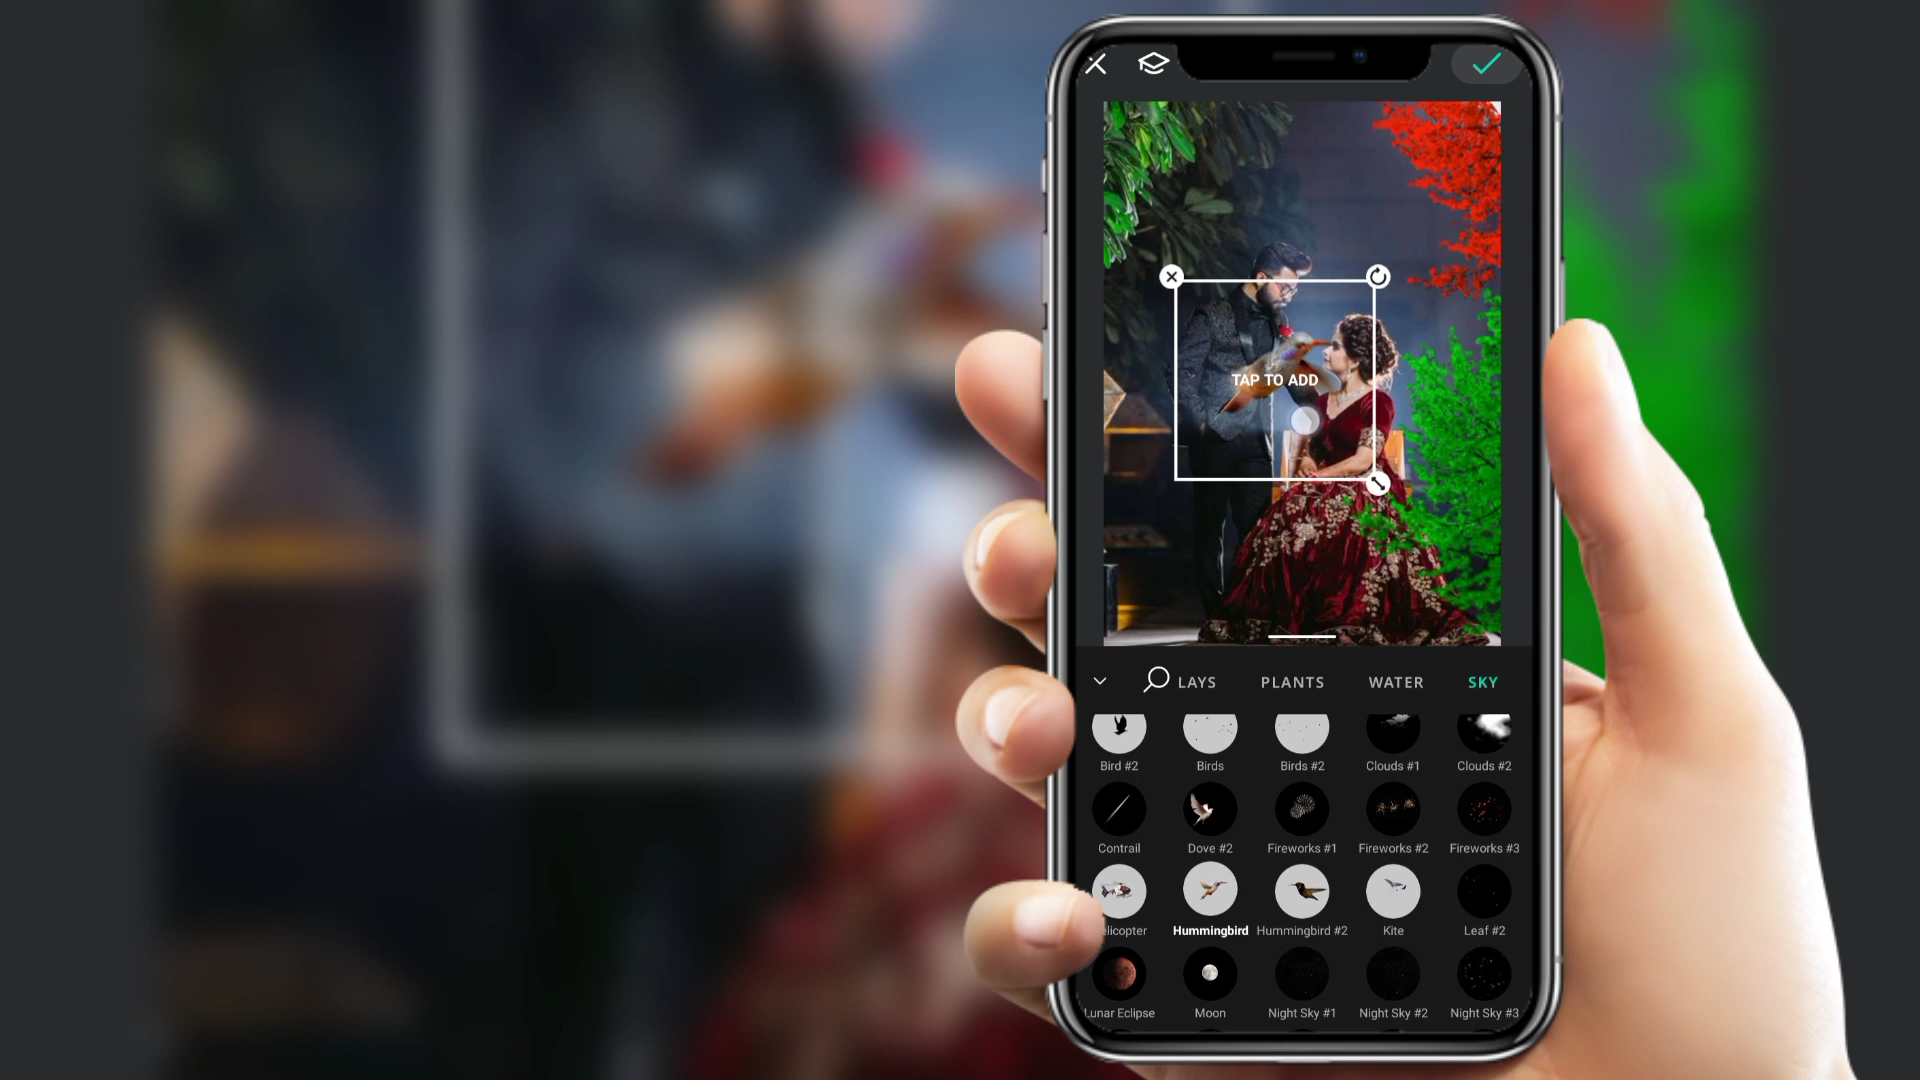 TAP TO ADD
LAYS PLANTS WATER SKY
Bird #2 Birds Birds #2 Clouds #1 Clouds #2
Contrail Dove #2 Fireworks #1 Fireworks #2 Fireworks #3
elicopter Hummingbird Hummingbird #2 Kite Leaf #2
Lunar Eclipse Moon Night Sky #1 Night Sky #2 Night Sky #3